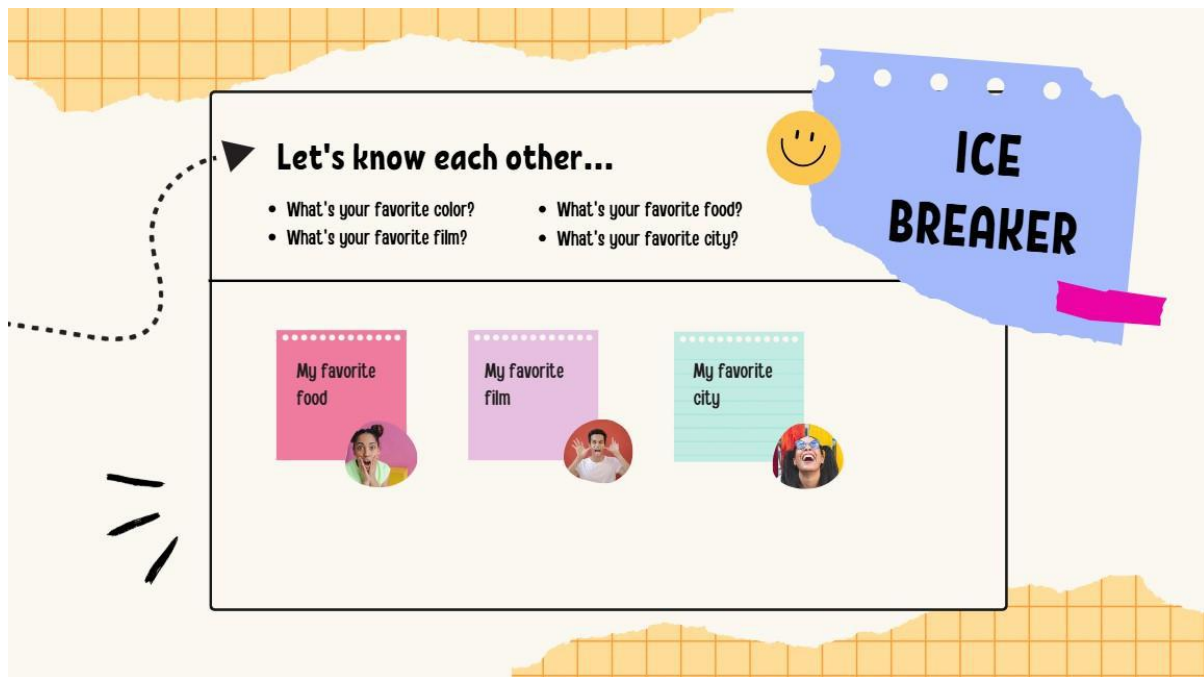 ICE
BREAKER
Let's know each other...
What's your favorite color?
What's your favorite film?
What's your favorite food?
What's your favorite city?
My favorite
food
My favorite
film
My favorite
city